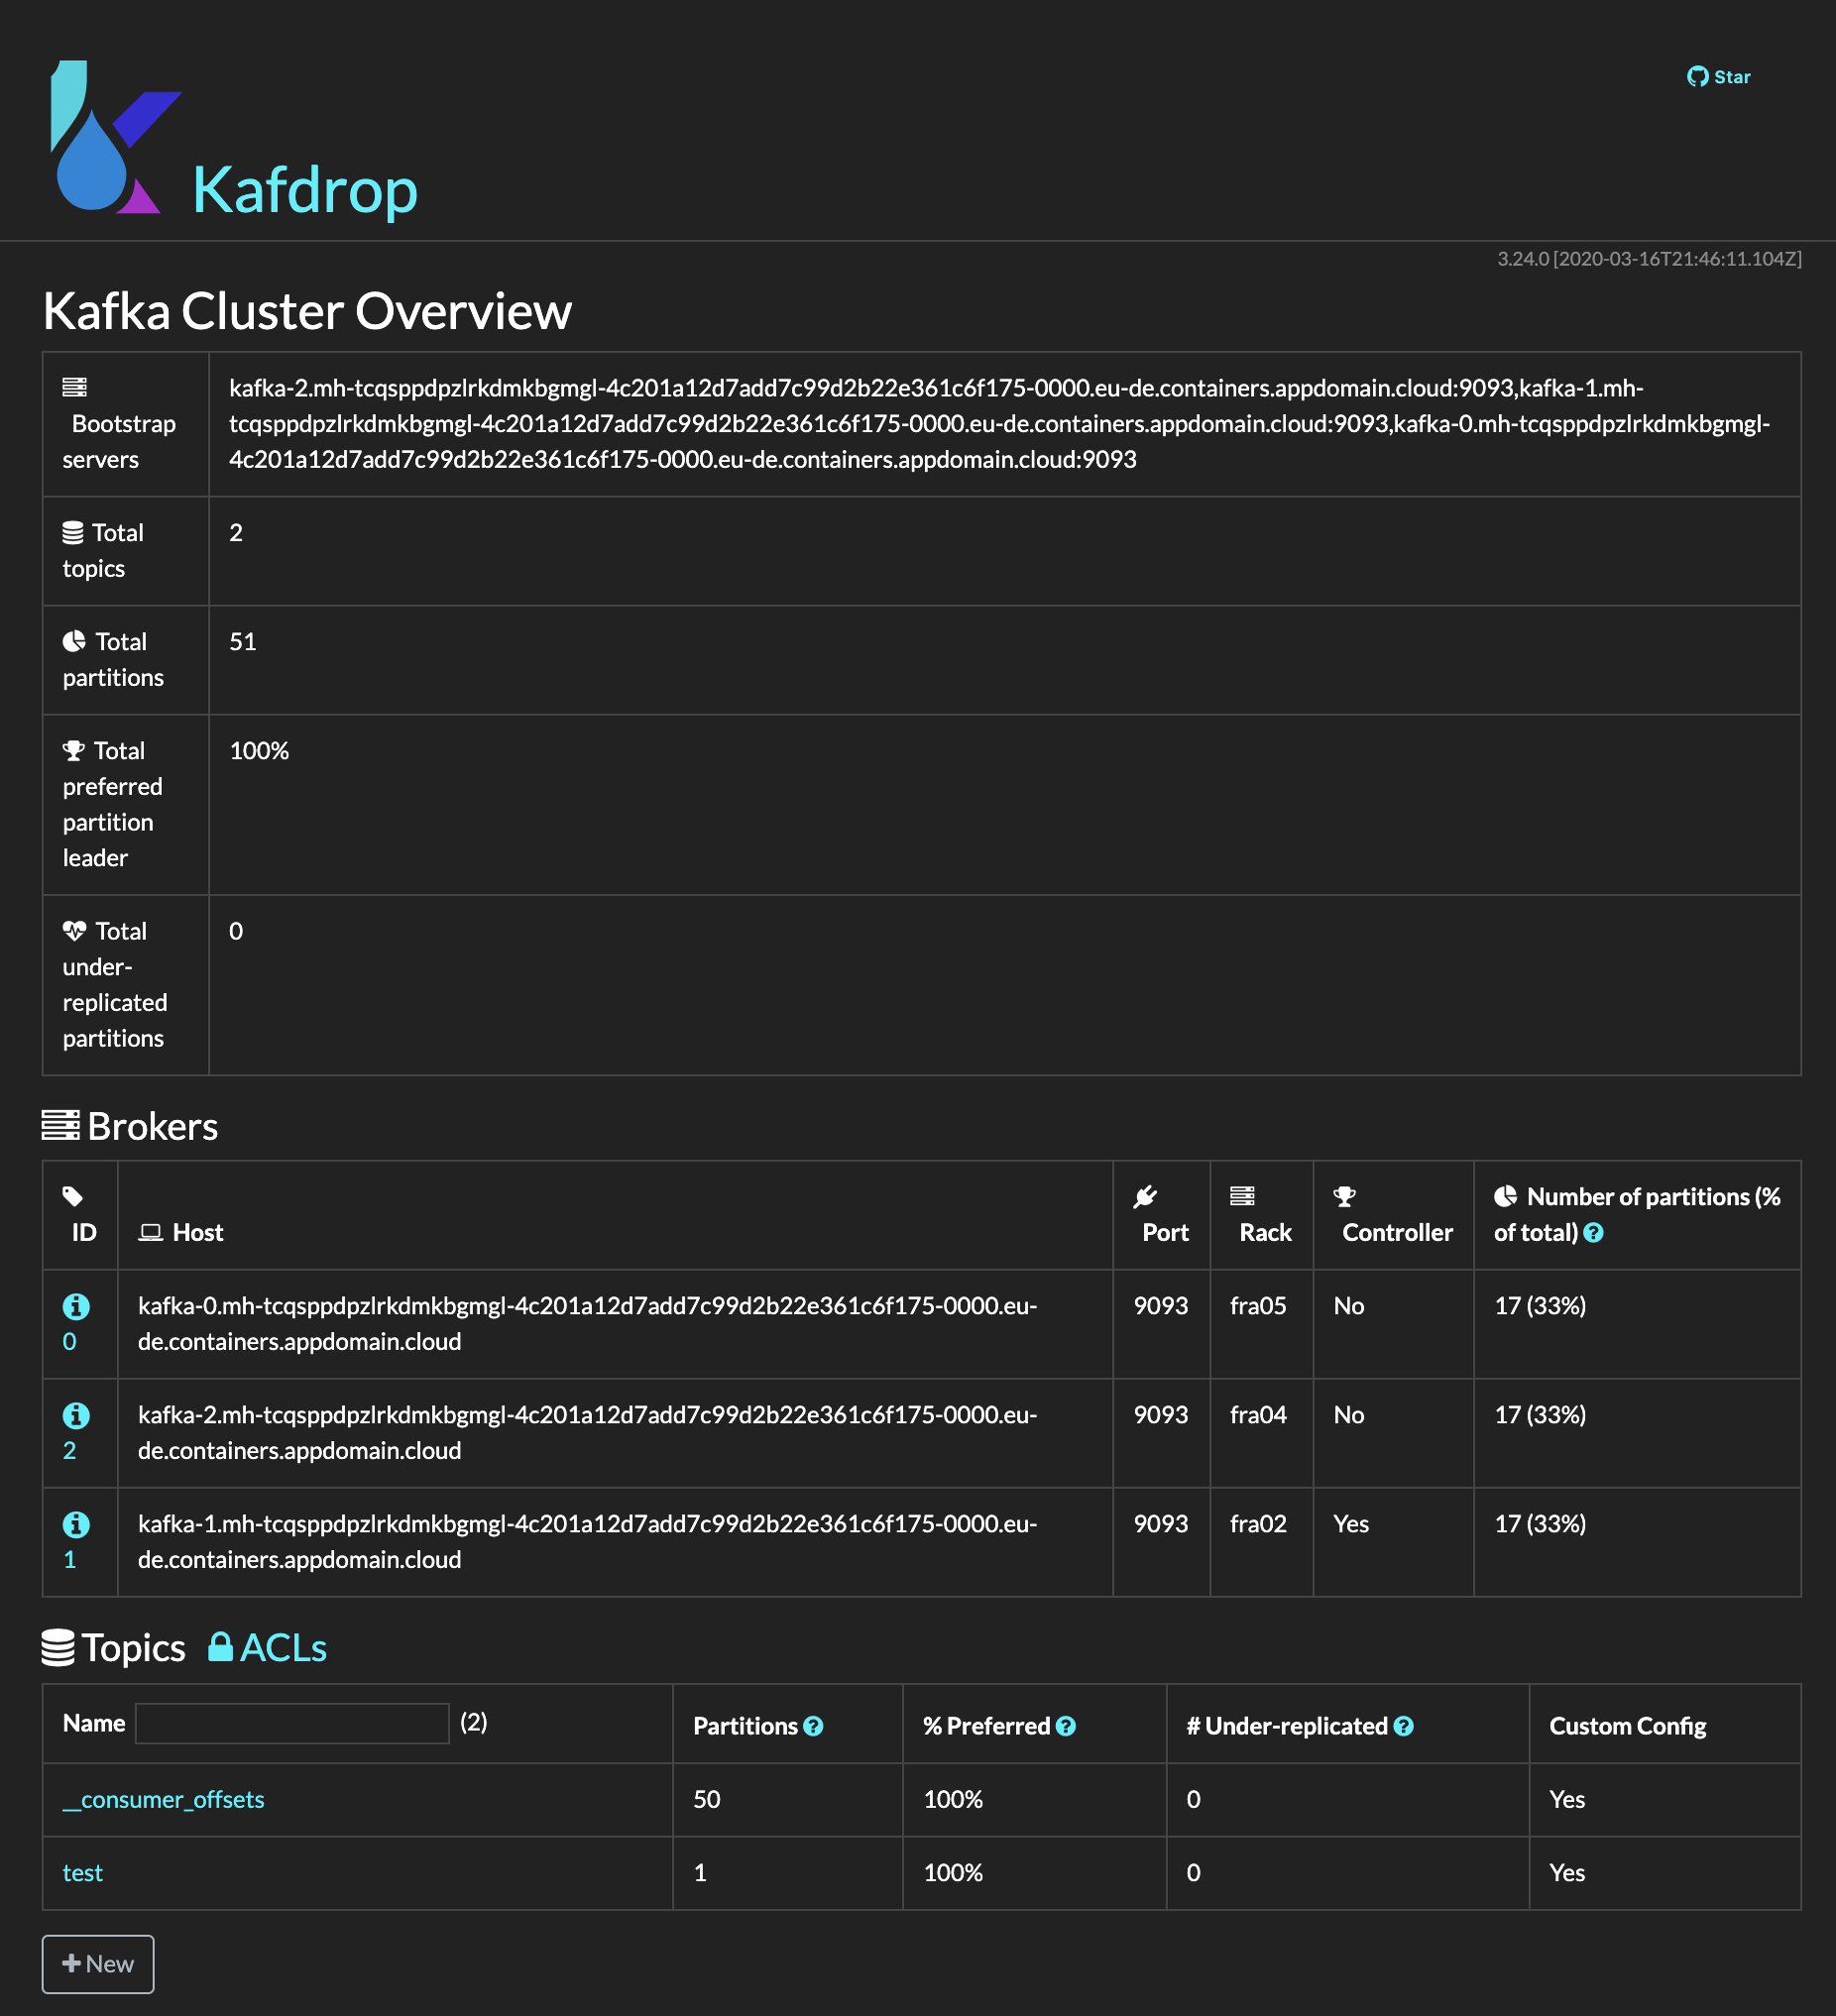 Star
Kafdrop
3.24.0 [2020-03-16T21:46:11.104Z]
Kafka Cluster Overview
Bootstrap
servers
kafka-2.mh-tcqsppdpzlrkdmkbgmgl-4c201a12d7add7c99d2b22e361c6f175-0000.eu-de.containers.appdomain.cloud:9093,kafka-1.mh-
tcqsppdpzlrkdmkbgmgl-4c201a12d7add7c99d2b22e361c6f175-0000.eu-de.containers.appdomain.cloud:9093,kafka-0.mh-tcqsppdpzlrkdmkbgmgl-
4c201a12d7add7c99d2b22e361c6f175-0000.eu-de.containers.appdomain.cloud:9093
Total
topics
2
Total
partitions
51
Total
preferred
partition
leader
100%
Total
under-
replicated
partitions
0
Brokers
ID
Host
Port
Rack
Controller
Number of partitions (%
of total)
0
kafka-0.mh-tcqsppdpzlrkdmkbgmgl-4c201a12d7add7c99d2b22e361c6f175-0000.eu-
de.containers.appdomain.cloud
9093
fra05
No
17 (33%)
2
kafka-2.mh-tcqsppdpzlrkdmkbgmgl-4c201a12d7add7c99d2b22e361c6f175-0000.eu-
de.containers.appdomain.cloud
9093
fra04
No
17 (33%)
1
kafka-1.mh-tcqsppdpzlrkdmkbgmgl-4c201a12d7add7c99d2b22e361c6f175-0000.eu-
de.containers.appdomain.cloud
9093
fra02
Yes
17 (33%)
Topics ACLs
Name (2)
Partitions
% Preferred
# Under-replicated
Custom Config
__consumer_offsets
50
100%
0
Yes
test
1
100%
0
Yes
New